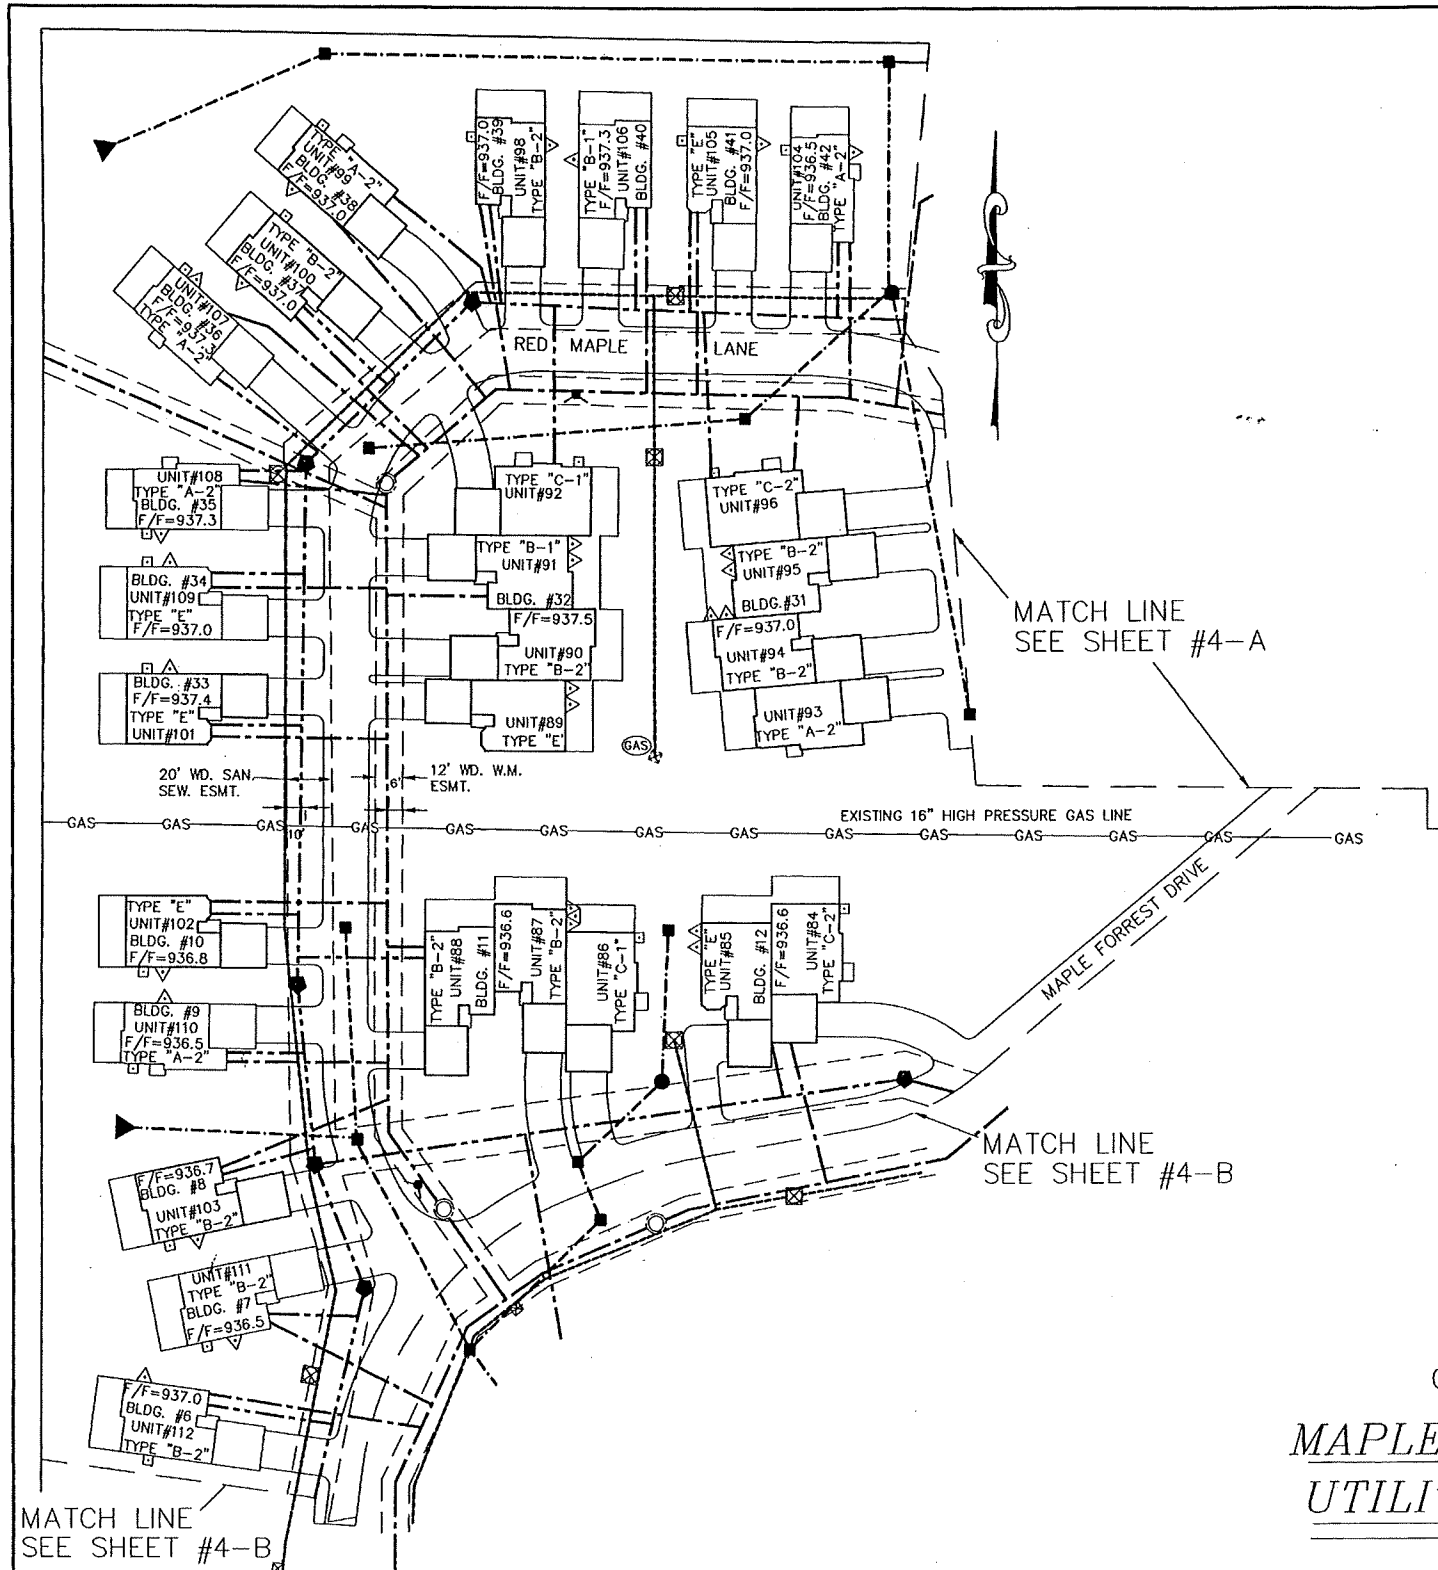 TYPE "A-2"
UNIT#99
BLDG. #38
F/F=937.0
F/F=937.0
BLDG. #39
UNIT#98
TYPE "B-2"
TYPE "B-1"
F/F=937.3
UNIT#106
BLDG. #40
TYPE "E"
UNIT#105
BLDG. #41
F/F=937.0
UNIT#104
F/F=936.5
BLDG. #42
TYPE "A-2"
TYPE "B-2"
UNIT#100
BLDG. #37
F/F=937.0
UNIT#107
BLDG. #36
F/F=937.3
TYPE "A-2"
RED MAPLE LANE
UNIT#108
TYPE "A-2"
BLDG. #35
F/F=937.3
TYPE "C-1"
UNIT#92
TYPE "C-2"
UNIT#96
BLDG. #34
UNIT#109
TYPE "E"
F/F=937.0
TYPE "B-1"
UNIT#91
BLDG. #32
F/F=937.5
UNIT#90
TYPE "B-2"
TYPE "B-2"
UNIT#95
BLDG.#31
F/F=937.0
UNIT#94
TYPE "B-2"
MATCH LINE
SEE SHEET #4-A
BLDG. #33
F/F=937.4
TYPE "E"
UNIT#101
UNIT#89
TYPE "E"
UNIT#93
TYPE "A-2"
GAS
20' WD. SAN.
SEW. ESMT.
6'
12' WD. W.M.
ESMT.
EXISTING 16" HIGH PRESSURE GAS LINE
GAS GAS GAS GAS GAS GAS GAS GAS GAS GAS GAS GAS GAS GAS
10'
MAPLE FORREST DRIVE
TYPE "E"
UNIT#102
BLDG. #10
F/F=936.8
TYPE "B-2"
UNIT#88
BLDG. #11
F/F=936.6
UNIT#87
TYPE "B-2"
UNIT#86
TYPE "C-1"
TYPE "E"
UNIT#85
BLDG. #12
F/F=936.6
UNIT#84
TYPE "C-2"
BLDG. #9
UNIT#110
F/F=936.5
TYPE "A-2"
MATCH LINE
SEE SHEET #4-B
F/F=936.7
BLDG. #8
UNIT#103
TYPE "B-2"
UNIT#111
TYPE "B-2"
BLDG. #7
F/F=936.5
F/F=937.0
BLDG. #6
UNIT#112
TYPE "B-2"
MAPLE
UTILI
MATCH LINE
SEE SHEET #4-B